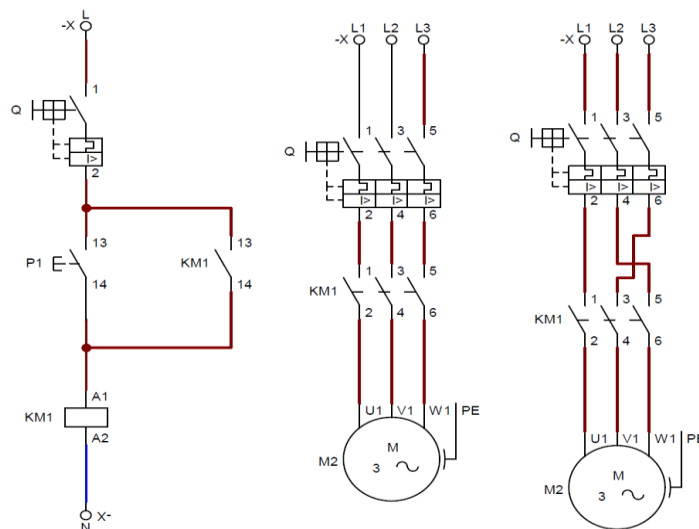 L
-X
1
Q
I>
2
13
P1
14
13
KM1
14
A1
KM1
A2
X-
N
L1 L2 L3
-X
1 3 5
Q
I> I> I>
2 4 6
1 3 5
KM1
2 4 6
U1 V1 W1 PE
M
M2
3
L1 L2 L3
-X
1 3 5
Q
I> I> I>
2 4 6
1 3 5
KM1
2 4 6
U1 V1 W1 PE
M
M2
3